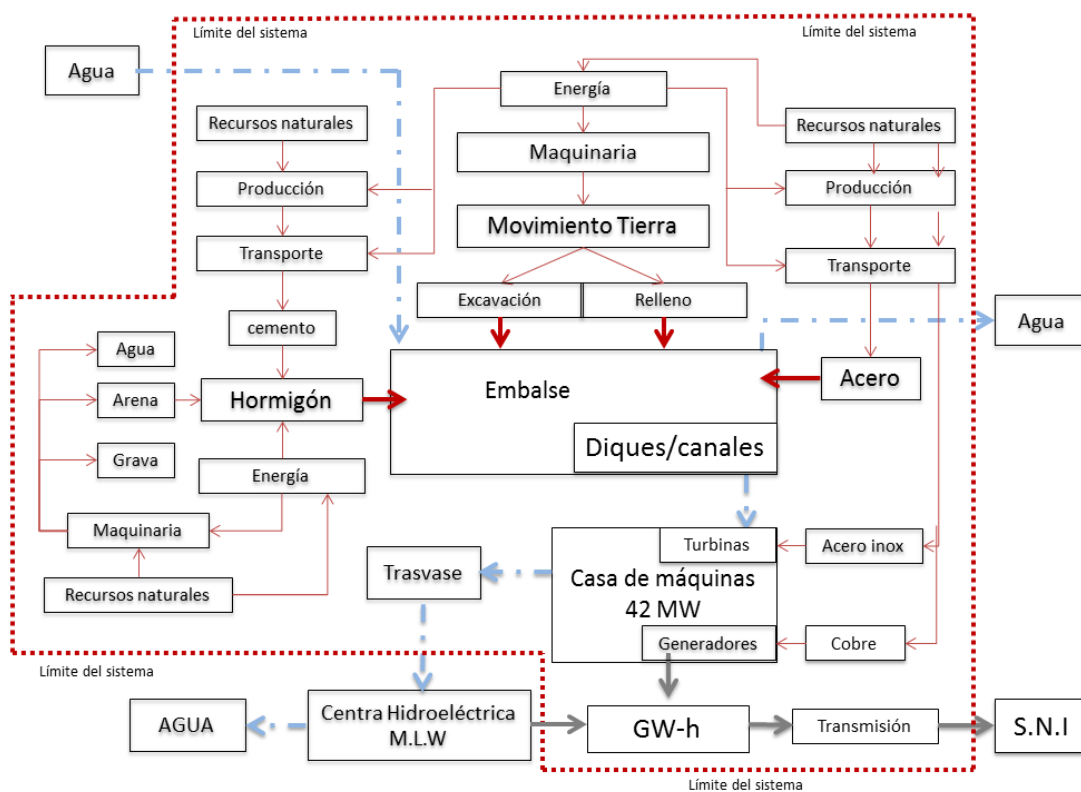 Límite del sistema
Límite del sistema
Agua
Energía
Recursos naturales
Recursos naturales
Maquinaria
Producción
Producción
Movimiento Tierra
Transporte
Transporte
Excavación
Relleno
cemento
Agua
Agua
Embalse
Acero
Arena
Hormigón
Diques/canales
Grava
Energía
Maquinaria
Turbinas
Acero inox
Trasvase
Casa de máquinas
42 MW
Recursos naturales
Generadores
Cobre
Límite del sistema
AGUA
Centra Hidroeléctrica
M.L.W
GW-h
Transmisión
S.N.I
Límite del sistema